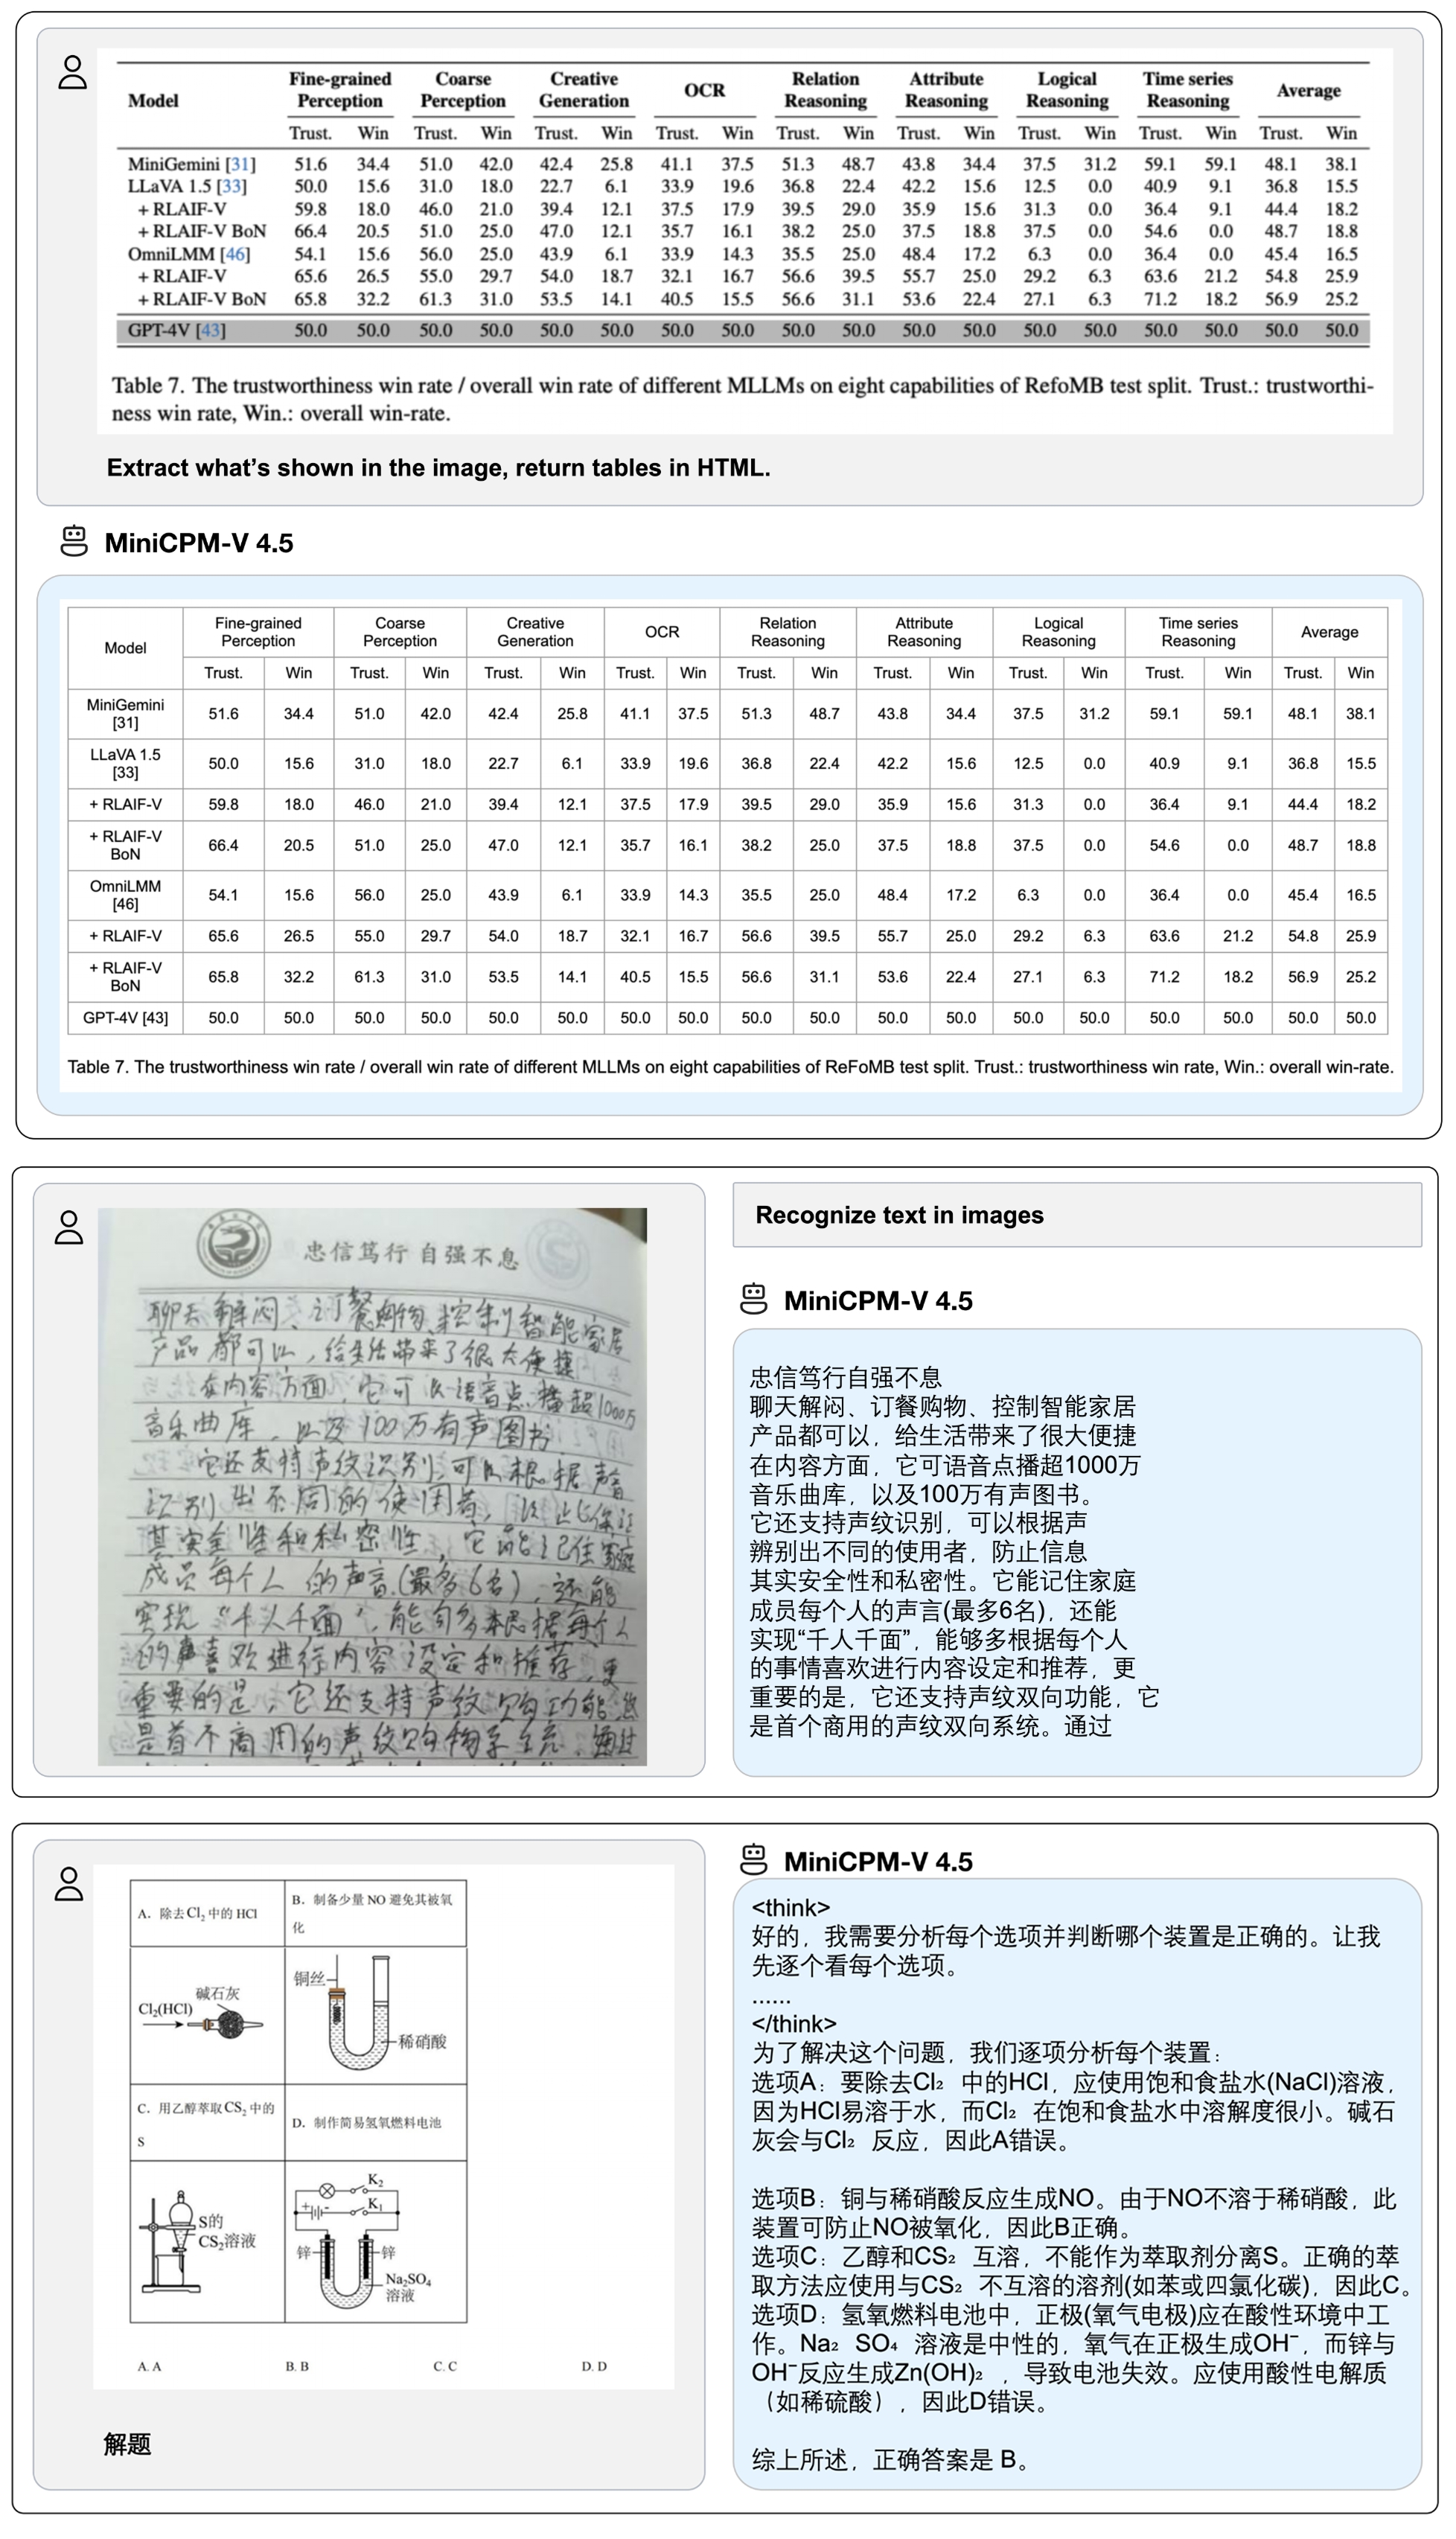 Model Fine-grained Perception Coarse Perception Creative Generation OCR Relation Reasoning Attribute Reasoning Logical Reasoning Time series Reasoning Average
Trust. Win Trust. Win Trust. Win Trust. Win Trust. Win Trust. Win Trust. Win Trust. Win Trust. Win
MiniGemini [31] 51.6 34.4 51.0 42.0 42.4 25.8 41.1 37.5 51.3 48.7 43.8 34.4 37.5 31.2 59.1 59.1 48.1 38.1
LLaVA 1.5 [33] 50.0 15.6 31.0 18.0 22.7 6.1 33.9 19.6 36.8 22.4 42.2 15.6 12.5 0.0 40.9 9.1 36.8 15.5
+ RLAIF-V 59.8 18.0 46.0 21.0 39.4 12.1 37.5 17.9 39.5 29.0 35.9 15.6 31.3 0.0 36.4 9.1 44.4 18.2
+ RLAIF-V BoN 66.4 20.5 51.0 25.0 47.0 12.1 35.7 16.1 38.2 25.0 37.5 18.8 37.5 0.0 54.6 0.0 48.7 18.8
OmniLMM [46] 54.1 15.6 56.0 25.0 43.9 6.1 33.9 14.3 35.5 25.0 48.4 17.2 6.3 0.0 36.4 0.0 45.4 16.5
+ RLAIF-V 65.6 26.5 55.0 29.7 54.0 18.7 32.1 16.7 56.6 39.5 55.7 25.0 29.2 6.3 63.6 21.2 54.8 25.9
+ RLAIF-V BoN 65.8 32.2 61.3 31.0 53.5 14.1 40.5 15.5 56.6 31.1 53.6 22.4 27.1 6.3 71.2 18.2 56.9 25.2
GPT-4V [43] 50.0 50.0 50.0 50.0 50.0 50.0 50.0 50.0 50.0 50.0 50.0 50.0 50.0 50.0 50.0 50.0 50.0 50.0
Table 7. The trustworthiness win rate / overall win rate of different MLLMs on eight capabilities of RefoMB test split. Trust.: trustworthi-
ness win rate, Win.: overall win-rate.
Extract what's shown in the image, return tables in HTML.
MiniCPM-V 4.5
Model Fine-grained Perception Coarse Perception Creative Generation OCR Relation Reasoning Attribute Reasoning Logical Reasoning Time series Reasoning Average
Trust. Win Trust. Win Trust. Win Trust. Win Trust. Win Trust. Win Trust. Win Trust. Win Trust. Win
MiniGemini [31] 51.6 34.4 51.0 42.0 42.4 25.8 41.1 37.5 51.3 48.7 43.8 34.4 37.5 31.2 59.1 59.1 48.1 38.1
LLaVA 1.5 [33] 50.0 15.6 31.0 18.0 22.7 6.1 33.9 19.6 36.8 22.4 42.2 15.6 12.5 0.0 40.9 9.1 36.8 15.5
+ RLAIF-V 59.8 18.0 46.0 21.0 39.4 12.1 37.5 17.9 39.5 29.0 35.9 15.6 31.3 0.0 36.4 9.1 44.4 18.2
+ RLAIF-V BoN 66.4 20.5 51.0 25.0 47.0 12.1 35.7 16.1 38.2 25.0 37.5 18.8 37.5 0.0 54.6 0.0 48.7 18.8
OmniLMM [46] 54.1 15.6 56.0 25.0 43.9 6.1 33.9 14.3 35.5 25.0 48.4 17.2 6.3 0.0 36.4 0.0 45.4 16.5
+ RLAIF-V 65.6 26.5 55.0 29.7 54.0 18.7 32.1 16.7 56.6 39.5 55.7 25.0 29.2 6.3 63.6 21.2 54.8 25.9
+ RLAIF-V BoN 65.8 32.2 61.3 31.0 53.5 14.1 40.5 15.5 56.6 31.1 53.6 22.4 27.1 6.3 71.2 18.2 56.9 25.2
GPT-4V [43] 50.0 50.0 50.0 50.0 50.0 50.0 50.0 50.0 50.0 50.0 50.0 50.0 50.0 50.0 50.0 50.0 50.0 50.0
Table 7. The trustworthiness win rate / overall win rate of different MLLMs on eight capabilities of ReFoMB test split. Trust.: trustworthiness win rate, Win.: overall win-rate.
忠信笃行 自强不息
聊天解闷、订餐购物、控制智能家居
产品都可以，给生活带来了很大便捷
在内容方面，它可以语音点播超1000万
音乐曲库，以及100万有声图书
它还支持声纹识别，可以根据声音
识别出不同的使用者，以此保证
其安全性和私密性，它能记住家庭
成员每个人的声音(最多6名)，还能
实现“千人千面”，能够根据每个人
的喜欢进行内容设定和推荐，更
重要的是，它还支持声纹购功能
是首个商用的声纹购物系统，通过
Recognize text in images
MiniCPM-V 4.5
忠信笃行自强不息
聊天解闷、订餐购物、控制智能家居
产品都可以，给生活带来了很大便捷
在内容方面，它可语音点播超1000万
音乐曲库，以及100万有声图书。
它还支持声纹识别，可以根据声
辨别出不同的使用者，防止信息
其实安全性和私密性。它能记住家庭
成员每个人的声言(最多6名)，还能
实现“千人千面”，能够多根据每个人
的事情喜欢进行内容设定和推荐，更
重要的是，它还支持声纹双向功能，它
是首个商用的声纹双向系统。通过
A. 除去Cl₂中的HCl
B. 制备少量NO避免其被氧
化
Cl₂(HCl)
碱石灰
铜丝
稀硝酸
C. 用乙醇萃取CS₂中的
S
D. 制作简易氢氧燃料电池
S的
CS₂溶液
K₂
K₁
锌
锌
Na₂SO₄
溶液
A. A B. B C. C D. D
解题
MiniCPM-V 4.5
<think>
好的，我需要分析每个选项并判断哪个装置是正确的。让我
先逐个看每个选项。
......
</think>
为了解决这个问题，我们逐项分析每个装置：
选项A：要除去Cl₂ 中的HCl，应使用饱和食盐水(NaCl)溶液，
因为HCl易溶于水，而Cl₂ 在饱和食盐水中溶解度很小。碱石
灰会与Cl₂ 反应，因此A错误。
选项B：铜与稀硝酸反应生成NO。由于NO不溶于稀硝酸，此
装置可防止NO被氧化，因此B正确。
选项C：乙醇和CS₂ 互溶，不能作为萃取剂分离S。正确的萃
取方法应使用与CS₂ 不互溶的溶剂(如苯或四氯化碳)，因此C。
选项D：氢氧燃料电池中，正极(氧气电极)应在酸性环境中工
作。Na₂ SO₄ 溶液是中性的，氧气在正极生成OH⁻，而锌与
OH⁻反应生成Zn(OH)₂ ，导致电池失效。应使用酸性电解质
（如稀硫酸），因此D错误。
综上所述，正确答案是 B。